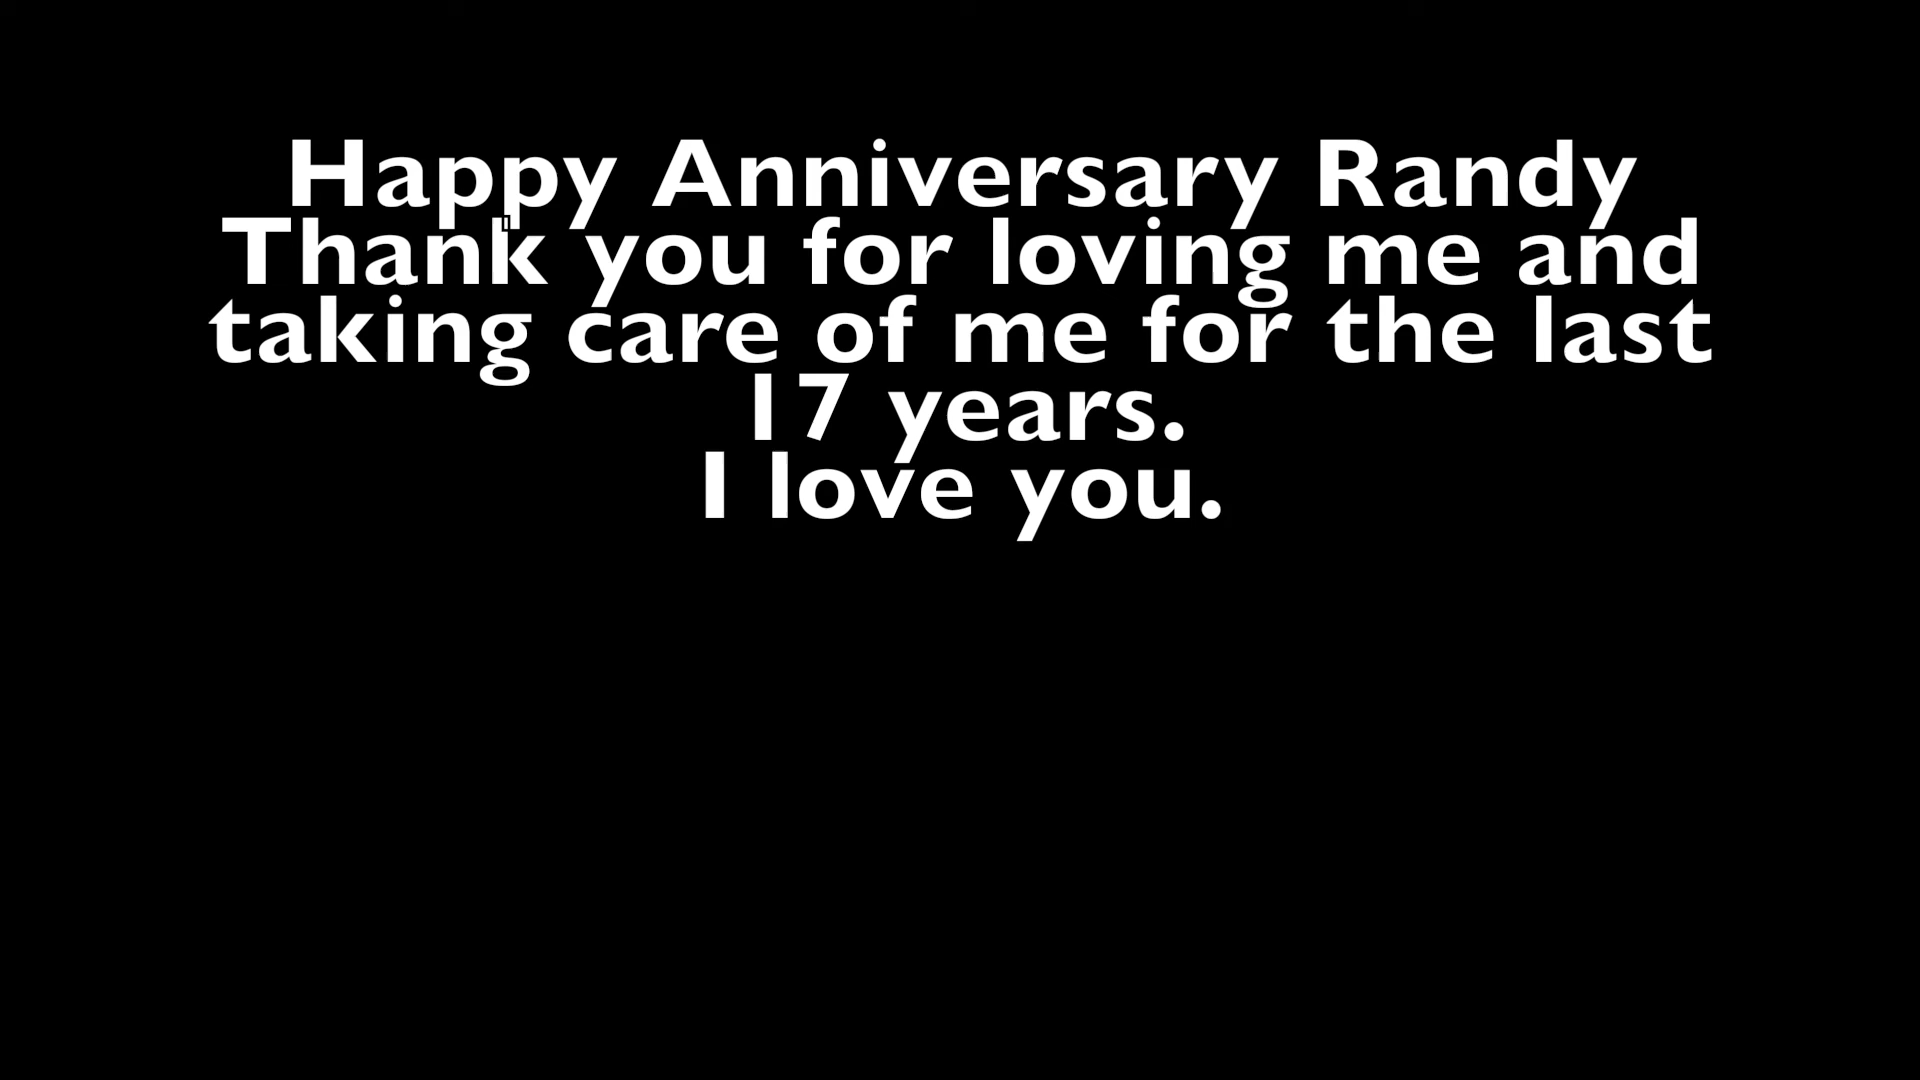 Happy Anniversary Randy
Thank you for loving me and
taking care of me for the last
17 years.
I love you.